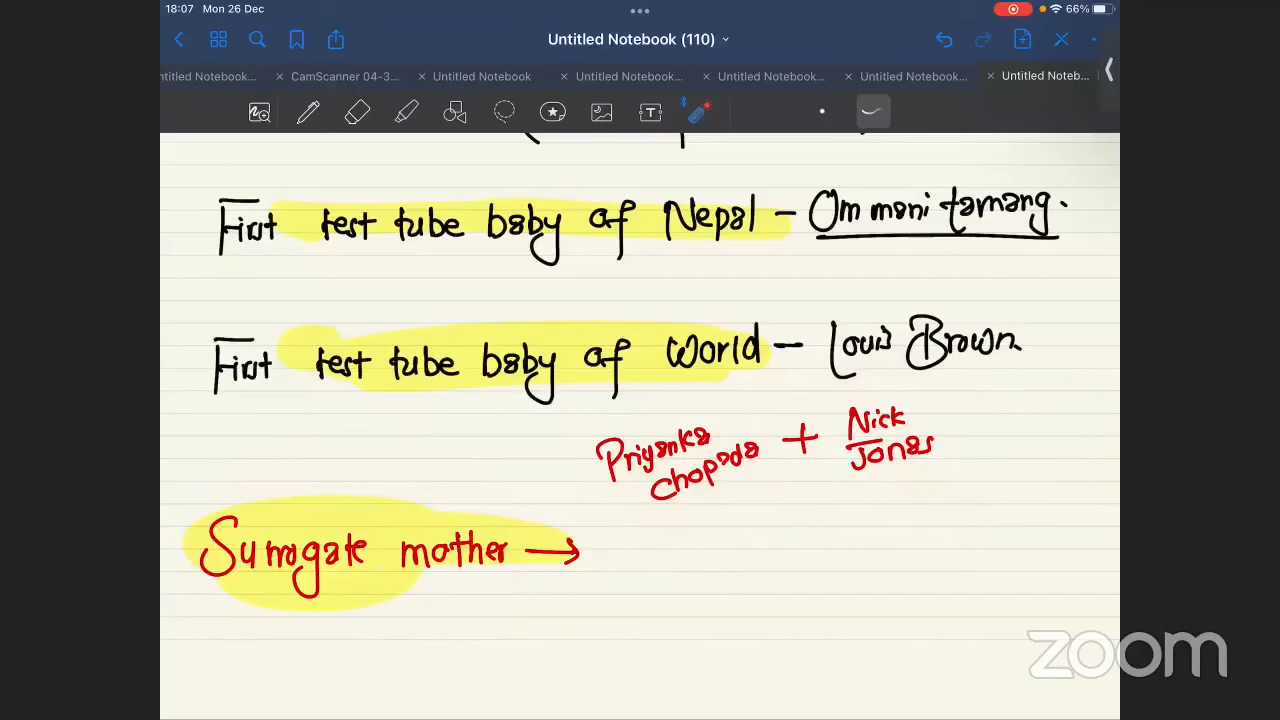 18:07 Mon 26 Dec
66%
Untitled Notebook (110)
ntitled Notebook...
CamScanner 04-3...
Untitled Notebook
Untitled Notebook...
Untitled Notebook...
Untitled Notebook...
Untitled Noteb...
First test tube baby of Nepal - Om mani tamang.
First test tube baby of World - Louis Brown
Priyanka chopada + Nick Jonas
Surrogate mother →
zoom